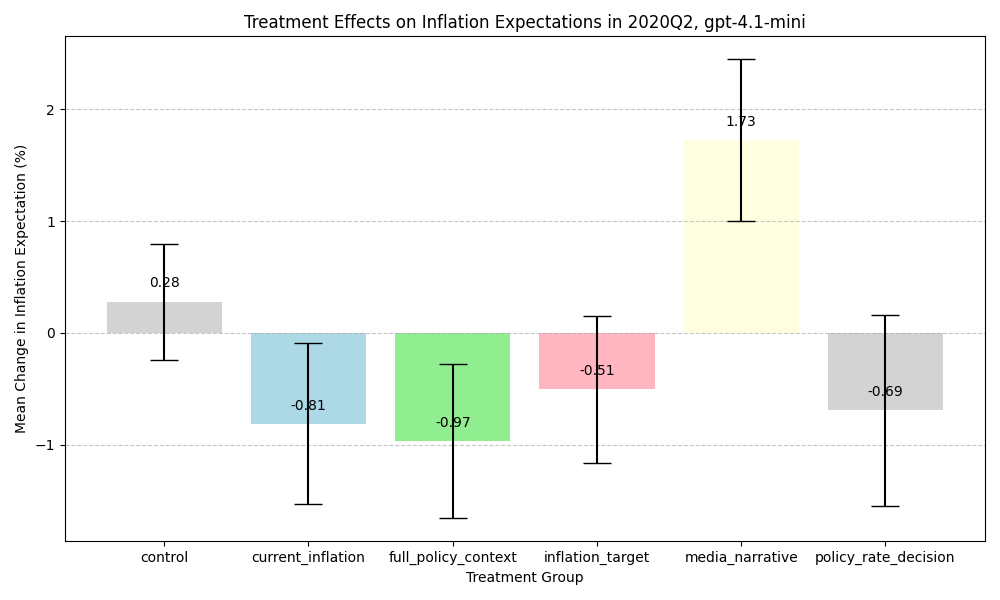 Treatment Effects on Inflation Expectations in 2020Q2, gpt-4.1-mini
Mean Change in Inflation Expectation (%)
2
1
0
−1
0.28
-0.81
-0.97
-0.51
1.73
-0.69
control
current_inflation
full_policy_context
inflation_target
media_narrative
policy_rate_decision
Treatment Group